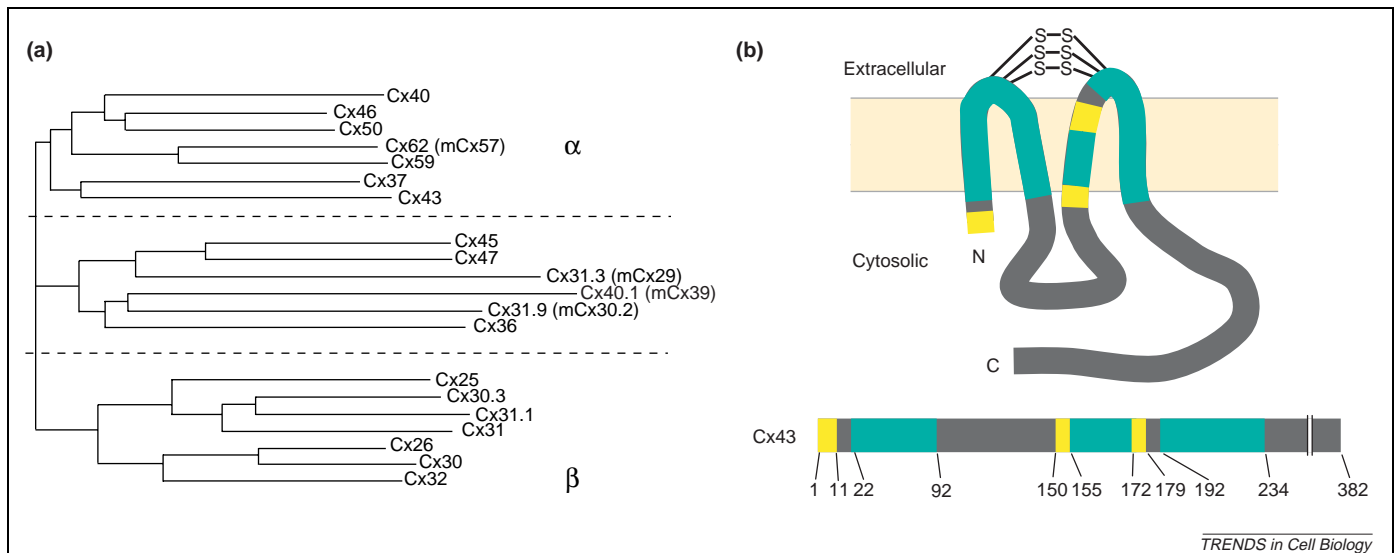 (a)
Cx40
Cx46
Cx50
Cx62 (mCx57)
Cx59
Cx37
Cx43
α
Cx45
Cx47
Cx31.3 (mCx29)
Cx40.1 (mCx39)
Cx31.9 (mCx30.2)
Cx36
Cx25
Cx30.3
Cx31.1
Cx31
Cx26
Cx30
Cx32
β
(b)
S S
S S
S S
Extracellular
Cytosolic
N
C
Cx43
1 11 22 92 150 155 172 179 192 234 382
TRENDS in Cell Biology